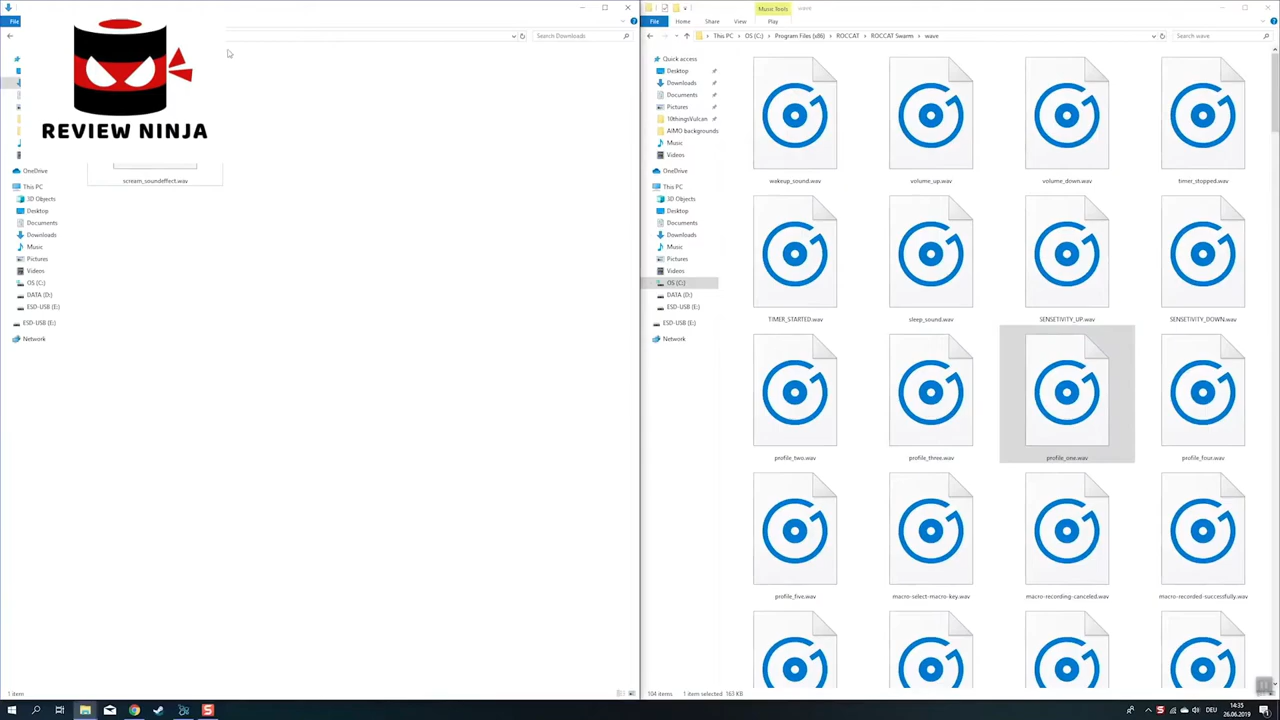 File
Search Downloads
REVIEW NINJA
scream_soundeffect.wav
OneDrive
This PC
3D Objects
Desktop
Documents
Downloads
Music
Pictures
Videos
OS (C:)
DATA (D:)
ESD-USB (E:)
ESD-USB (E:)
Network
1 item
Music Tools
wave
File
Home
Share
View
Play
This PC
OS (C:)
Program Files (x86)
ROCCAT
ROCCAT Swarm
wave
Search wave
Quick access
Desktop
Downloads
Documents
Pictures
10thingsVulcan
AIMO backgrounds
Music
Videos
OneDrive
This PC
3D Objects
Desktop
Documents
Downloads
Music
Pictures
Videos
OS (C:)
DATA (D:)
ESD-USB (E:)
ESD-USB (E:)
Network
wakeup_sound.wav
volume_up.wav
volume_down.wav
timer_stopped.wav
TIMER_STARTED.wav
sleep_sound.wav
SENSETIVITY_UP.wav
SENSETIVITY_DOWN.wav
profile_two.wav
profile_three.wav
profile_one.wav
profile_four.wav
profile_five.wav
macro-select-macro-key.wav
macro-recording-canceled.wav
macro-recorded-successfully.wav
104 items
1 item selected 163 KB
DEU
14:35
26.06.2019